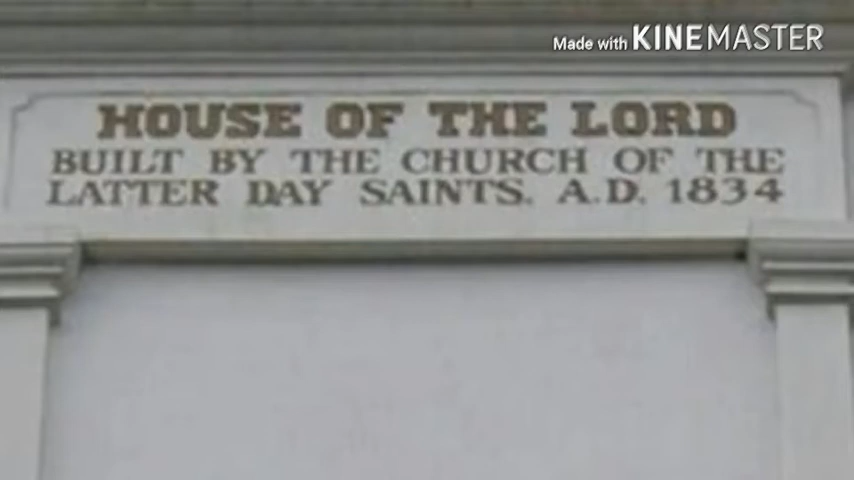 Made with KINEMASTER
HOUSE OF THE LORD
BUILT BY THE CHURCH OF THE
LATTER DAY SAINTS. A.D. 1834